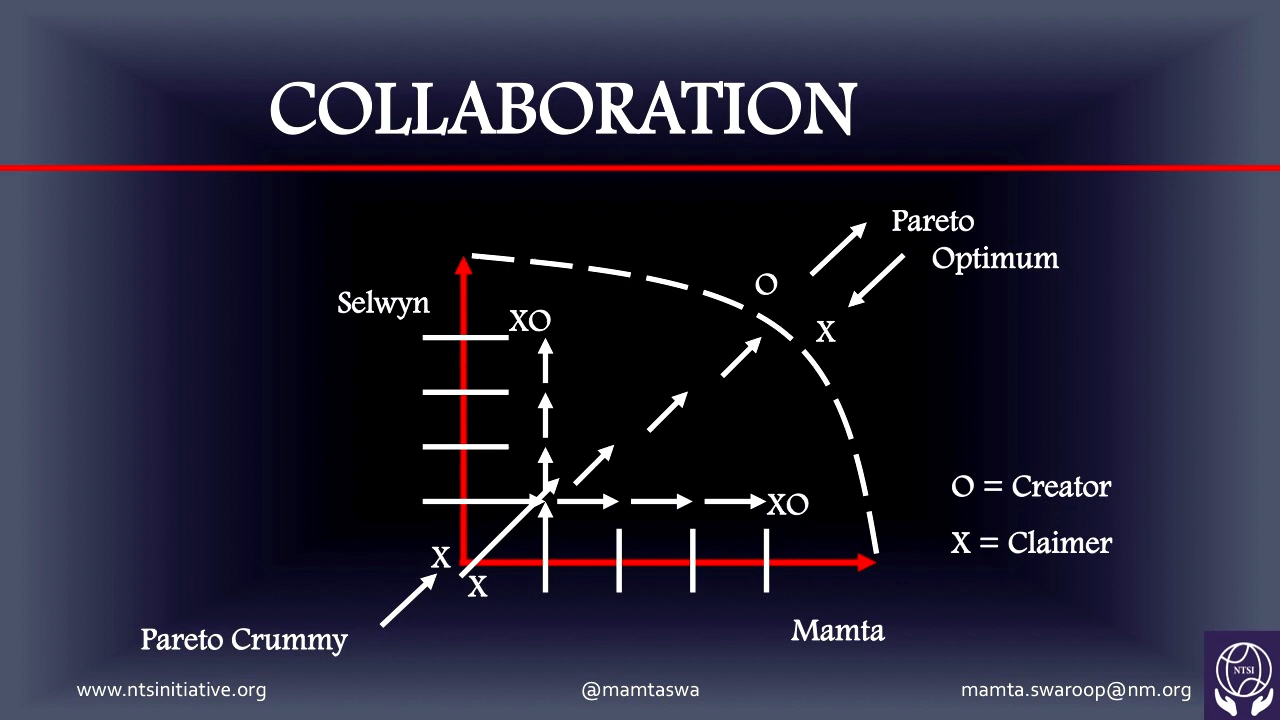 COLLABORATION
Pareto
Optimum
Selwyn
O
XO
X
XO
O = Creator
X = Claimer
X
X
Pareto Crummy
Mamta
www.ntsinitiative.org
@mamtaswa
mamta.swaroop@nm.org
NTSI